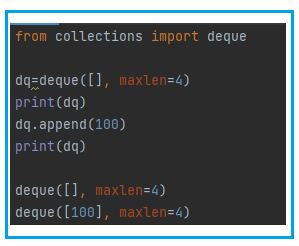 from collections import deque
dq=deque([], maxlen=4)
print(dq)
dq.append(100)
print(dq)
deque([], maxlen=4)
deque([100], maxlen=4)